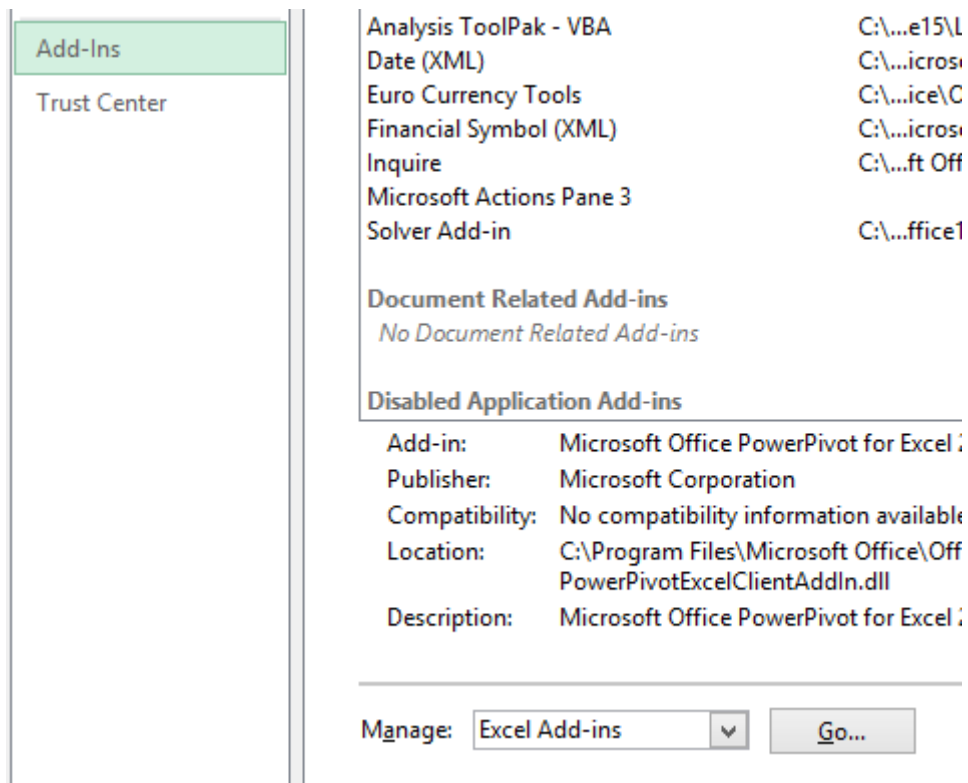 Add-Ins
Trust Center
Analysis ToolPak - VBA C:\...e15\L
Date (XML) C:\...icros
Euro Currency Tools C:\...ice\O
Financial Symbol (XML) C:\...icros
Inquire C:\...ft Off
Microsoft Actions Pane 3
Solver Add-in C:\...ffice1
Document Related Add-ins
No Document Related Add-ins
Disabled Application Add-ins
Add-in: Microsoft Office PowerPivot for Excel 2
Publisher: Microsoft Corporation
Compatibility: No compatibility information available
Location: C:\Program Files\Microsoft Office\Off
PowerPivotExcelClientAddIn.dll
Description: Microsoft Office PowerPivot for Excel 2
Manage: Excel Add-ins Go...